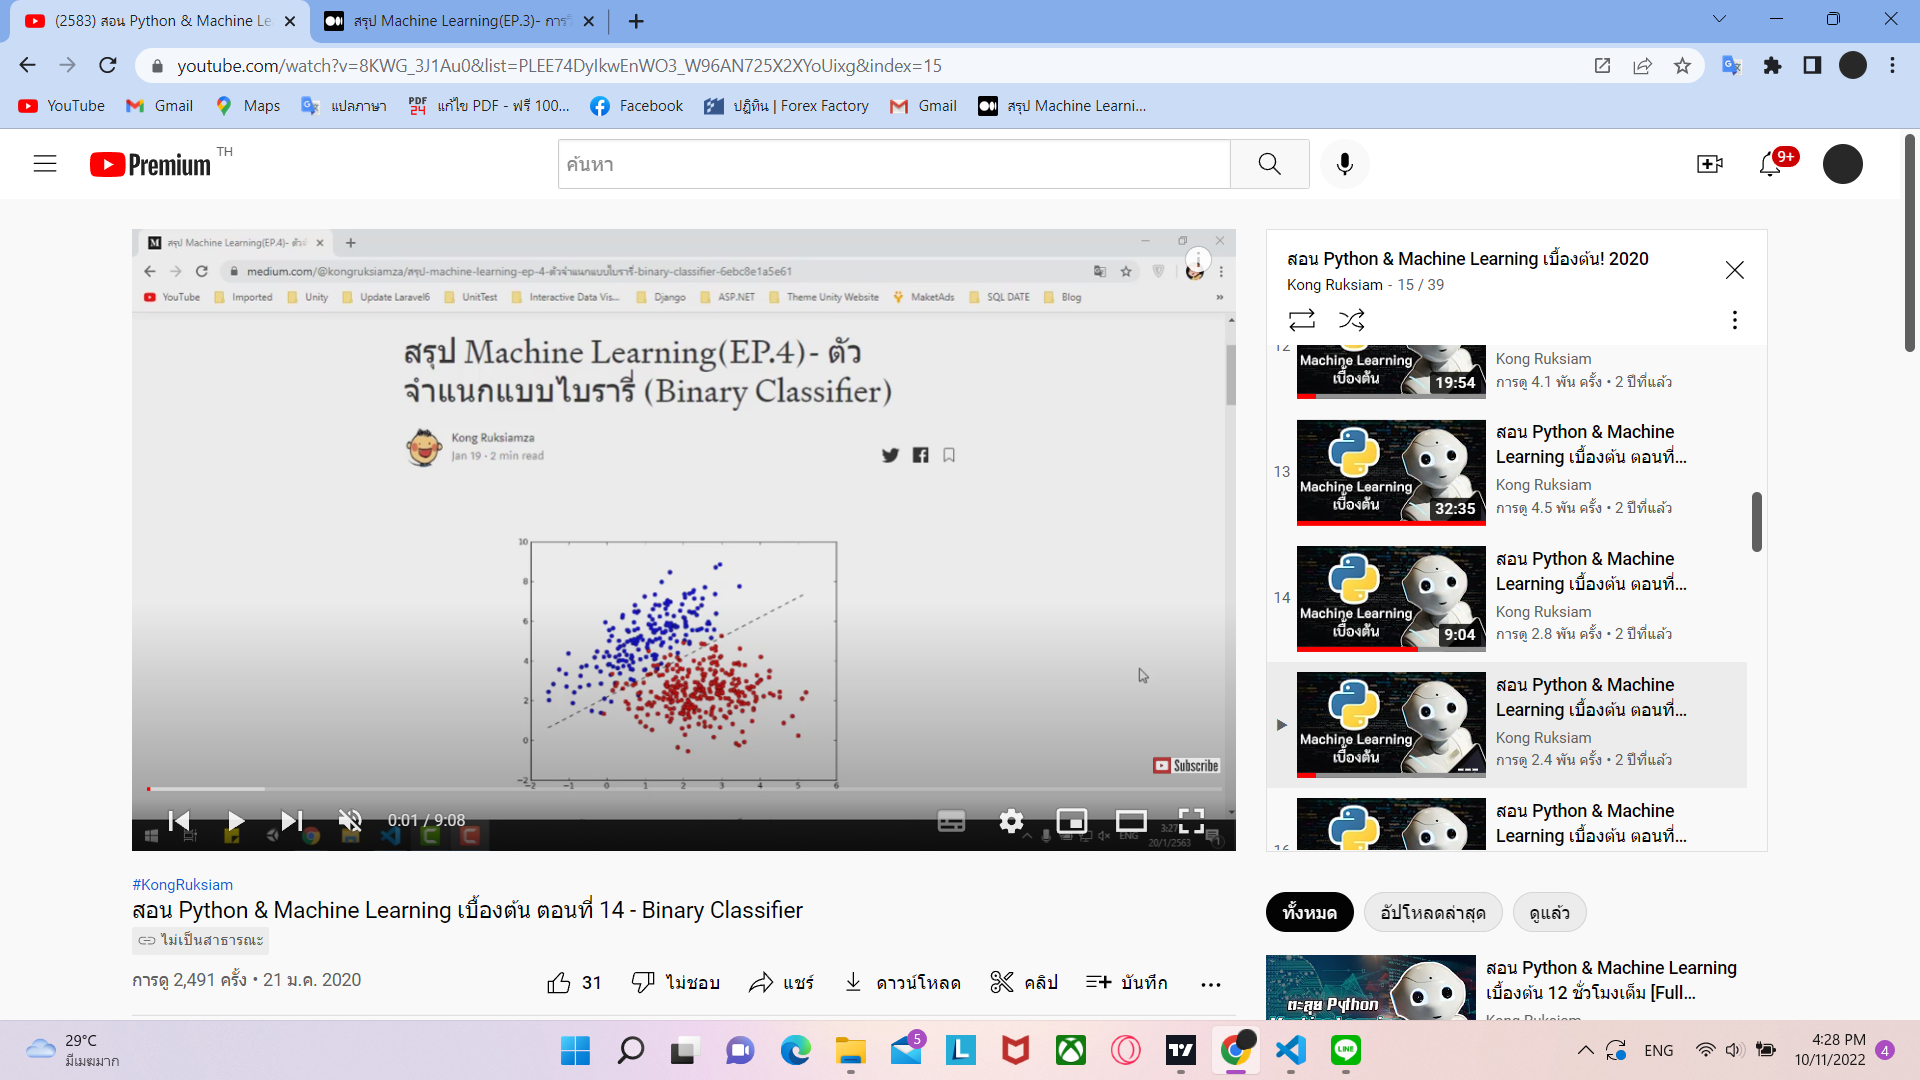 (2583) สอน Python & Machine Le
สรุป Machine Learning(EP.3)- การ
youtube.com/watch?v=8KWG_3J1Au0&list=PLEE74DyIkwEnWO3_W96AN725X2XYoUixg&index=15
YouTube
Gmail
Maps
แปลภาษา
แก้ไข PDF - ฟรี 100...
Facebook
ปฏิทิน | Forex Factory
Gmail
สรุป Machine Learni...
Premium TH
ค้นหา
9+
สรุป Machine Learning(EP.4)- ตัวจํา
medium.com/@kongruksiamza/สรุป-machine-learning-ep-4-ตัวจำแนกแบบไบรารี่-binary-classifier-6ebc8e1a5e61
YouTube Imported Unity Update Laravel6 UnitTest Interactive Data Vis... Django ASP.NET Theme Unity Website MaketAds SQL DATE Blog
สรุป Machine Learning(EP.4)- ตัว
จำแนกแบบไบรารี่ (Binary Classifier)
Kong Ruksiamza
Jan 19 · 2 min read
10
8
6
4
2
0
−2
−2 −1 0 1 2 3 4 5 6
Subscribe
0:01 / 9:08
ENG
3:27
20/1/2563
#KongRuksiam
สอน Python & Machine Learning เบื้องต้น ตอนที่ 14 - Binary Classifier
ไม่เป็นสาธารณะ
การดู 2,491 ครั้ง • 21 ม.ค. 2020
31
ไม่ชอบ
แชร์
ดาวน์โหลด
คลิป
บันทึก
สอน Python & Machine Learning เบื้องต้น! 2020
Kong Ruksiam - 15 / 39
12
Machine Learning
เบื้องต้น
19:54
Kong Ruksiam
การดู 4.1 พัน ครั้ง • 2 ปีที่แล้ว
13
Machine Learning
เบื้องต้น
32:35
สอน Python & Machine
Learning เบื้องต้น ตอนที่...
Kong Ruksiam
การดู 4.5 พัน ครั้ง • 2 ปีที่แล้ว
14
Machine Learning
เบื้องต้น
9:04
สอน Python & Machine
Learning เบื้องต้น ตอนที่...
Kong Ruksiam
การดู 2.8 พัน ครั้ง • 2 ปีที่แล้ว
Machine Learning
เบื้องต้น
สอน Python & Machine
Learning เบื้องต้น ตอนที่...
Kong Ruksiam
การดู 2.4 พัน ครั้ง • 2 ปีที่แล้ว
16
สอน Python & Machine
Learning เบื้องต้น ตอนที่...
ทั้งหมด
อัปโหลดล่าสุด
ดูแล้ว
ตะลุย Python
สอน Python & Machine Learning
เบื้องต้น 12 ชั่วโมงเต็ม [Full...
Kong Ruksiam
29°C
มีเมฆมาก
5
LINE
ENG
4:28 PM
10/11/2022
4